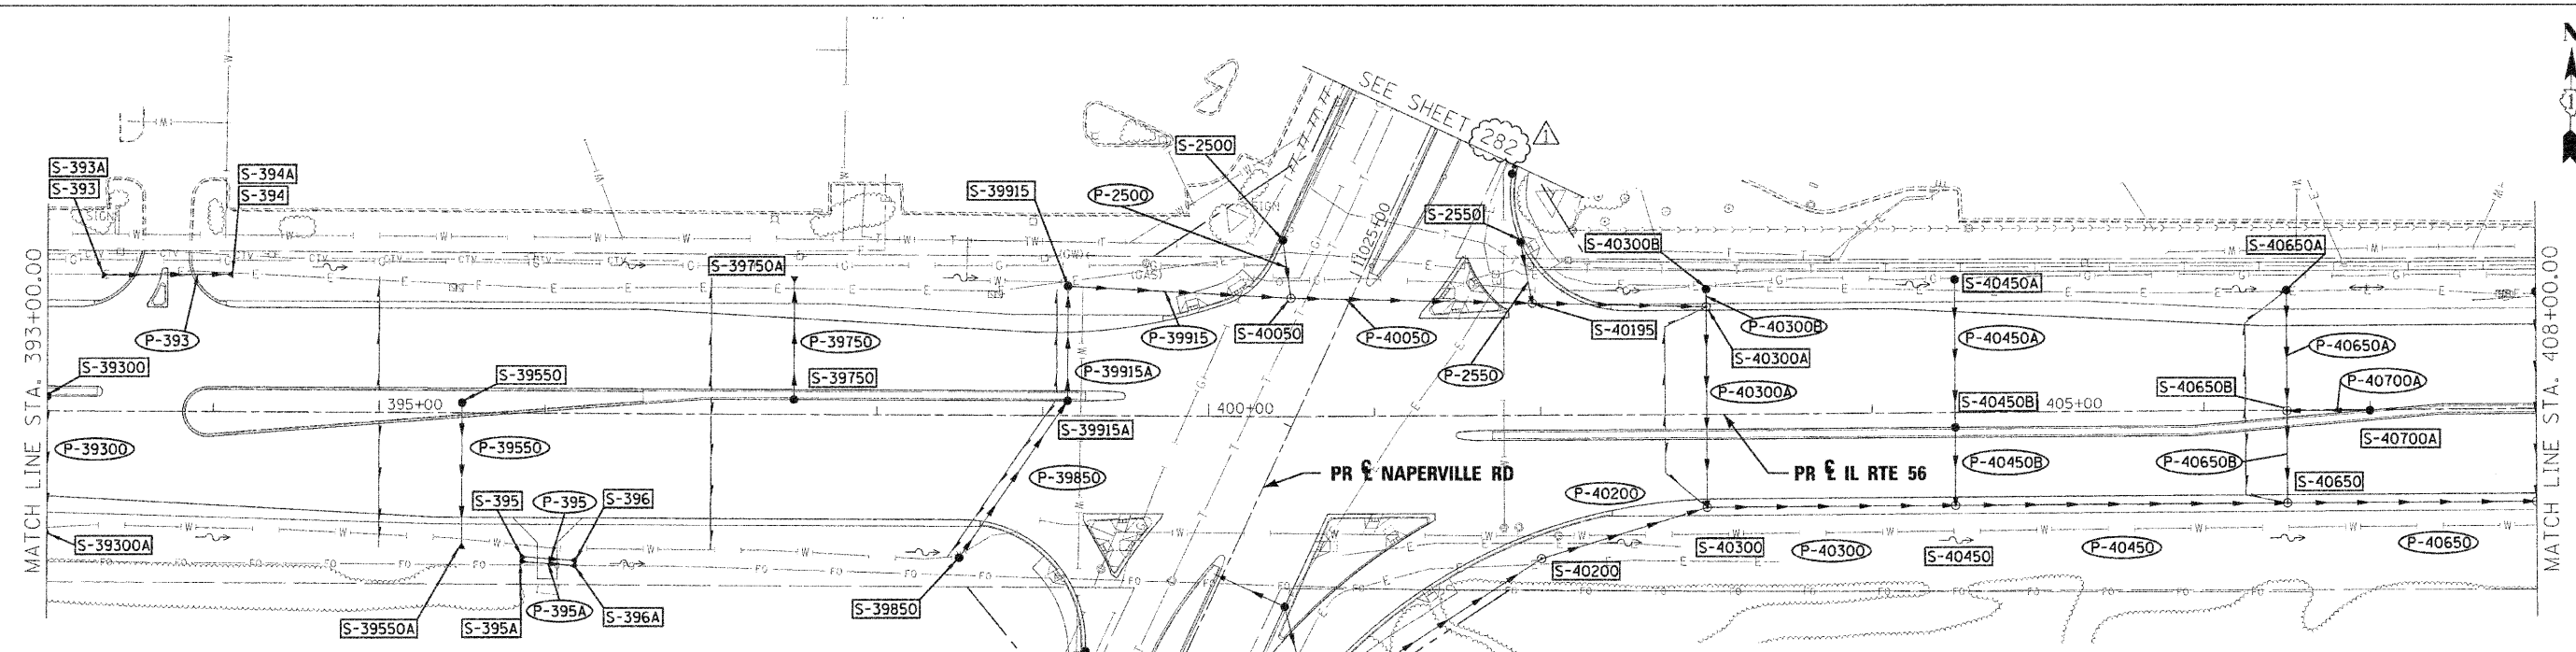 N
SEE SHEET 282
1
S-2500
S-393A
S-393
S-394A
S-394
S-39915
P-2500
SIGN
SIGN
11025+00
S-2550
S-40300B
S-40650A
S-39750A
S-40450A
(GAS)
P-393
P-39750
P-39915
S-40050
P-40050
S-40195
P-40300B
P-40450A
P-40650A
S-40300A
S-39300
S-39550
S-39750
P-39915A
P-2550
P-40300A
S-40650B
P-40700A
395+00
400+00
S-40450B
405+00
S-39915A
S-40700A
P-39300
P-39550
P-39850
PR ℄ NAPERVILLE RD
PR ℄ IL RTE 56
P-40450B
P-40650B
S-40650
S-395
P-395
S-396
P-40200
S-39300A
S-40300
P-40300
S-40450
P-40450
P-40650
S-40200
S-39550A
S-395A
P-395A
S-396A
S-39850
MATCH LINE STA. 393+00.00
MATCH LINE STA. 408+00.00